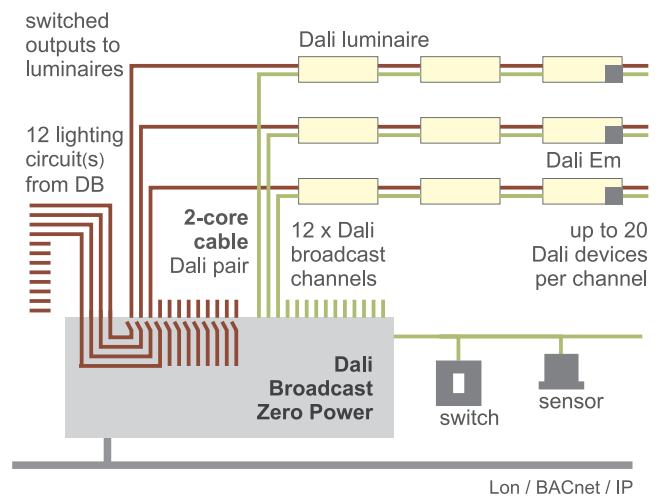 switched
outputs to
luminaires
Dali luminaire
12 lighting
circuit(s)
from DB
Dali Em
2-core
cable
Dali pair
12 x Dali
broadcast
channels
up to 20
Dali devices
per channel
Dali
Broadcast
Zero Power
switch
sensor
Lon / BACnet / IP